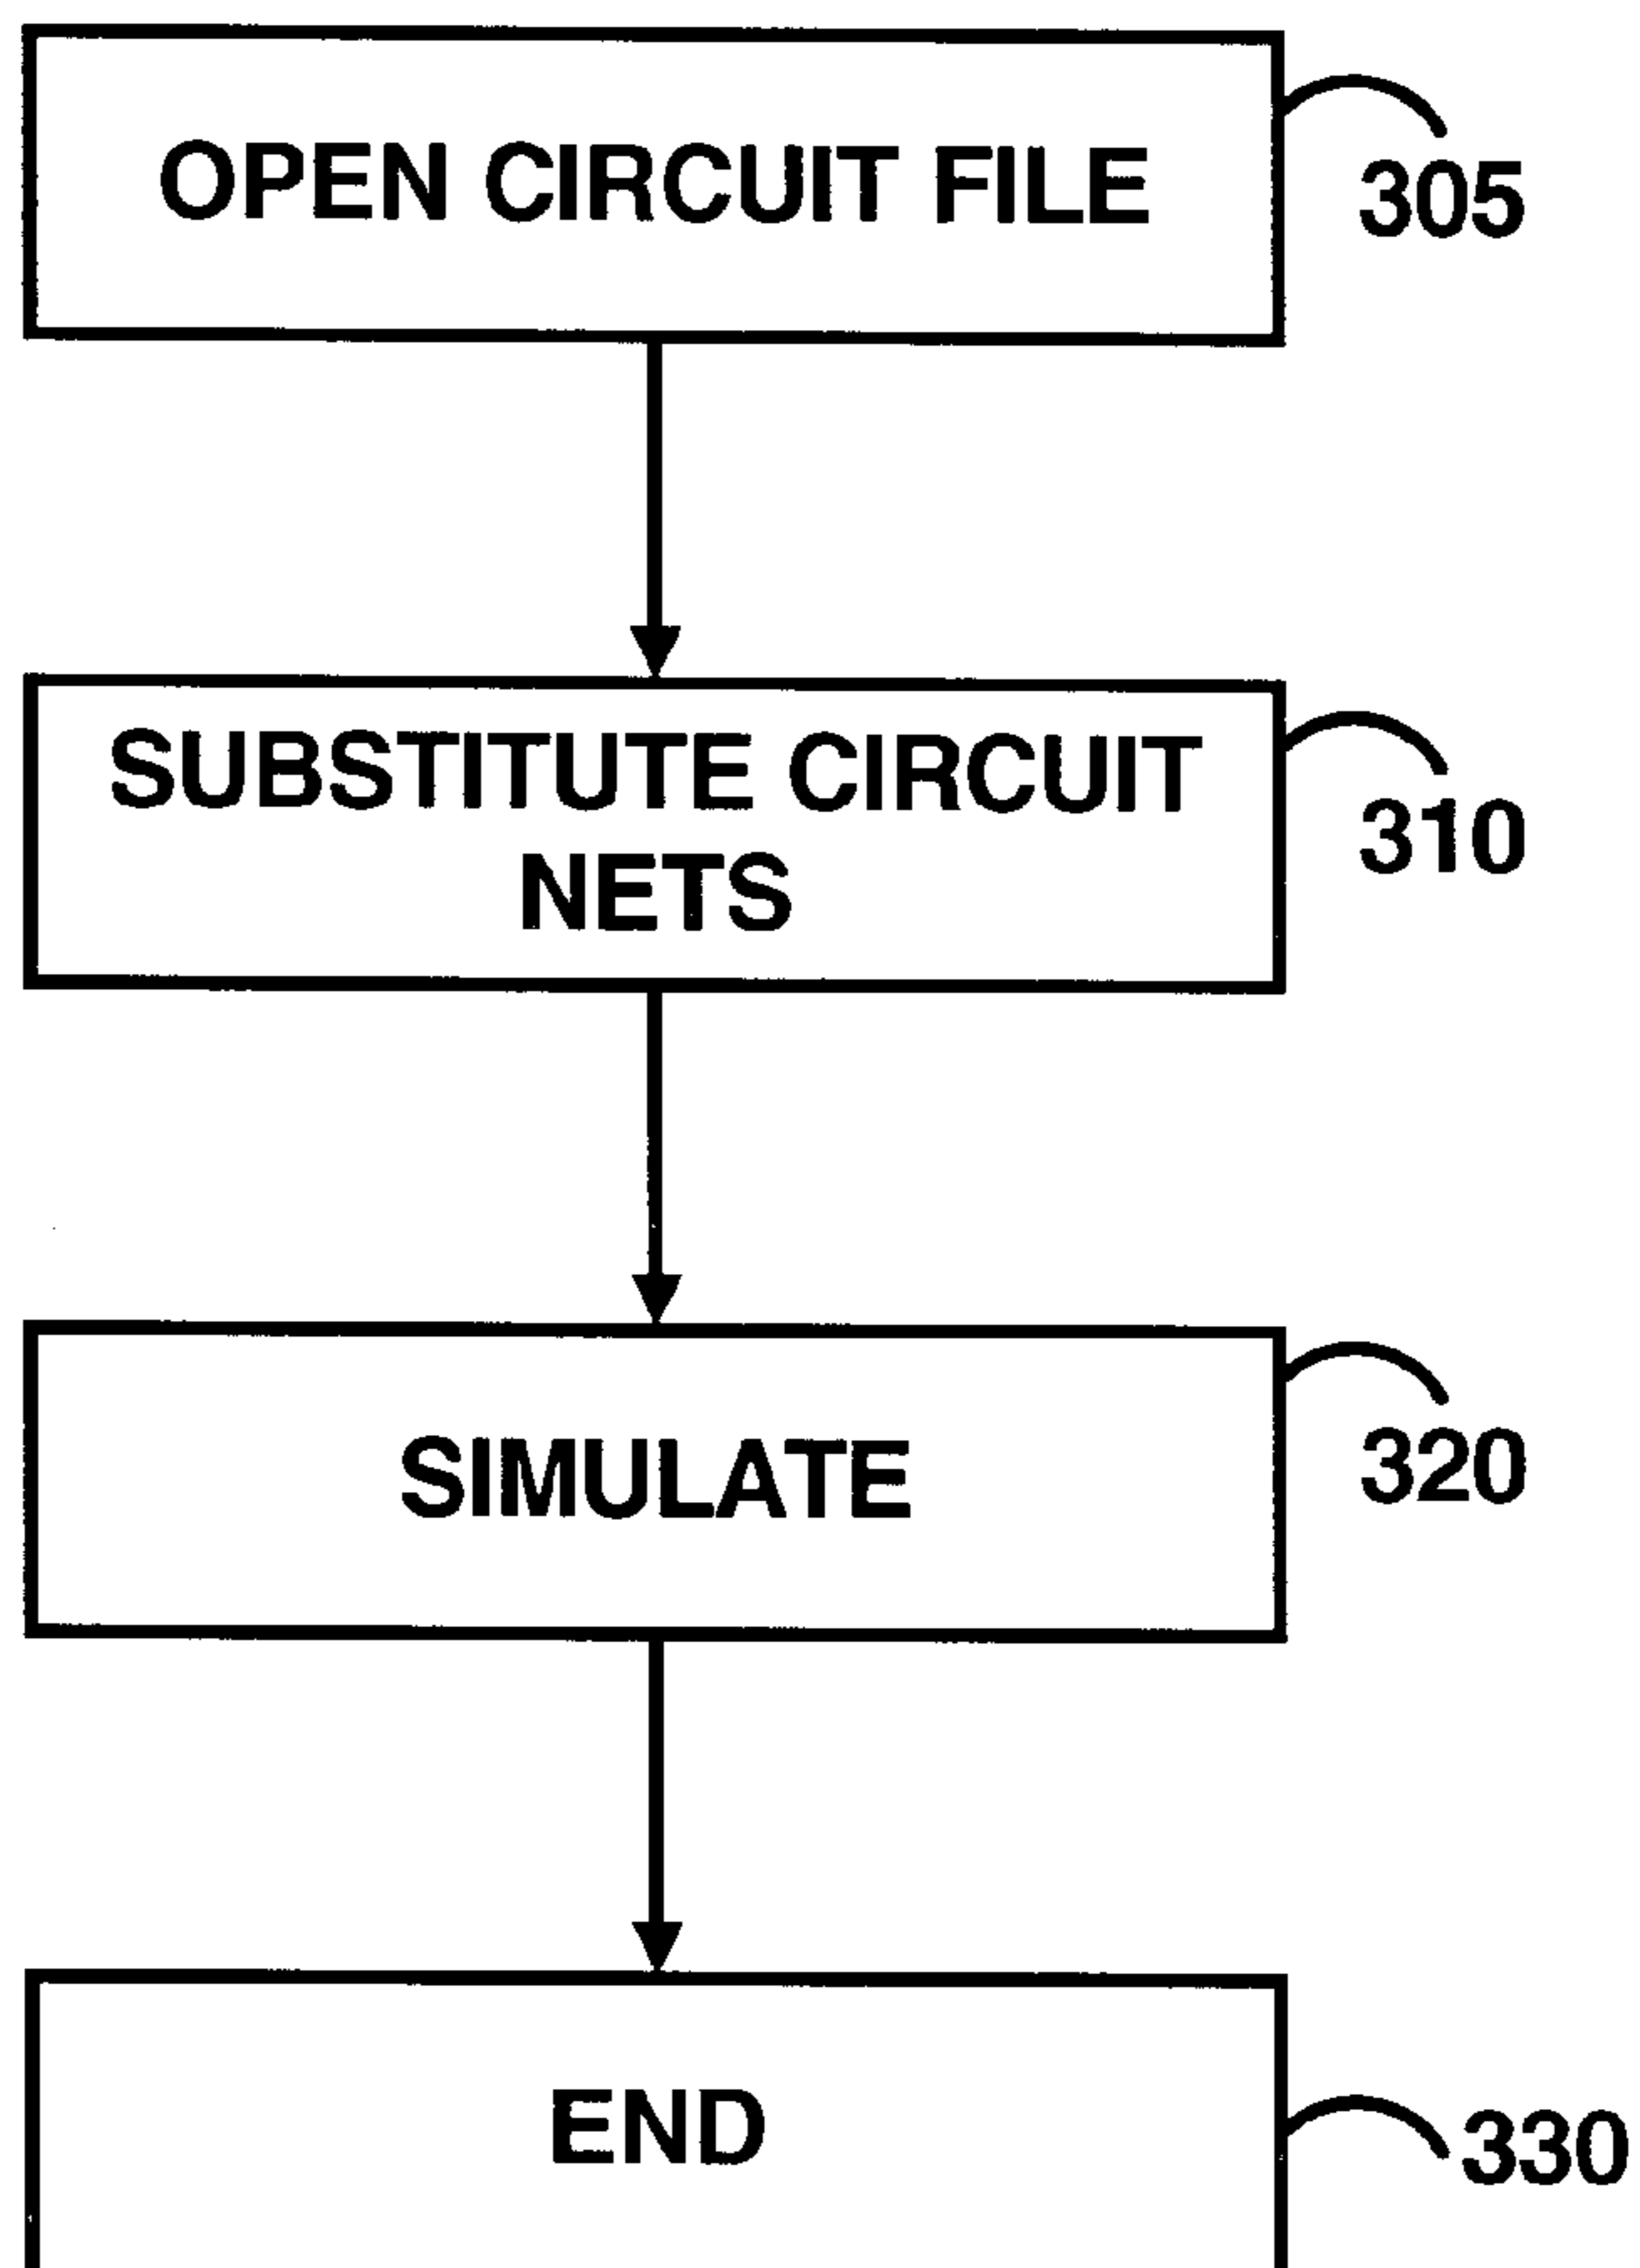 OPEN CIRCUIT FILE
305
SUBSTITUTE CIRCUIT
NETS
310
SIMULATE
320
END
330